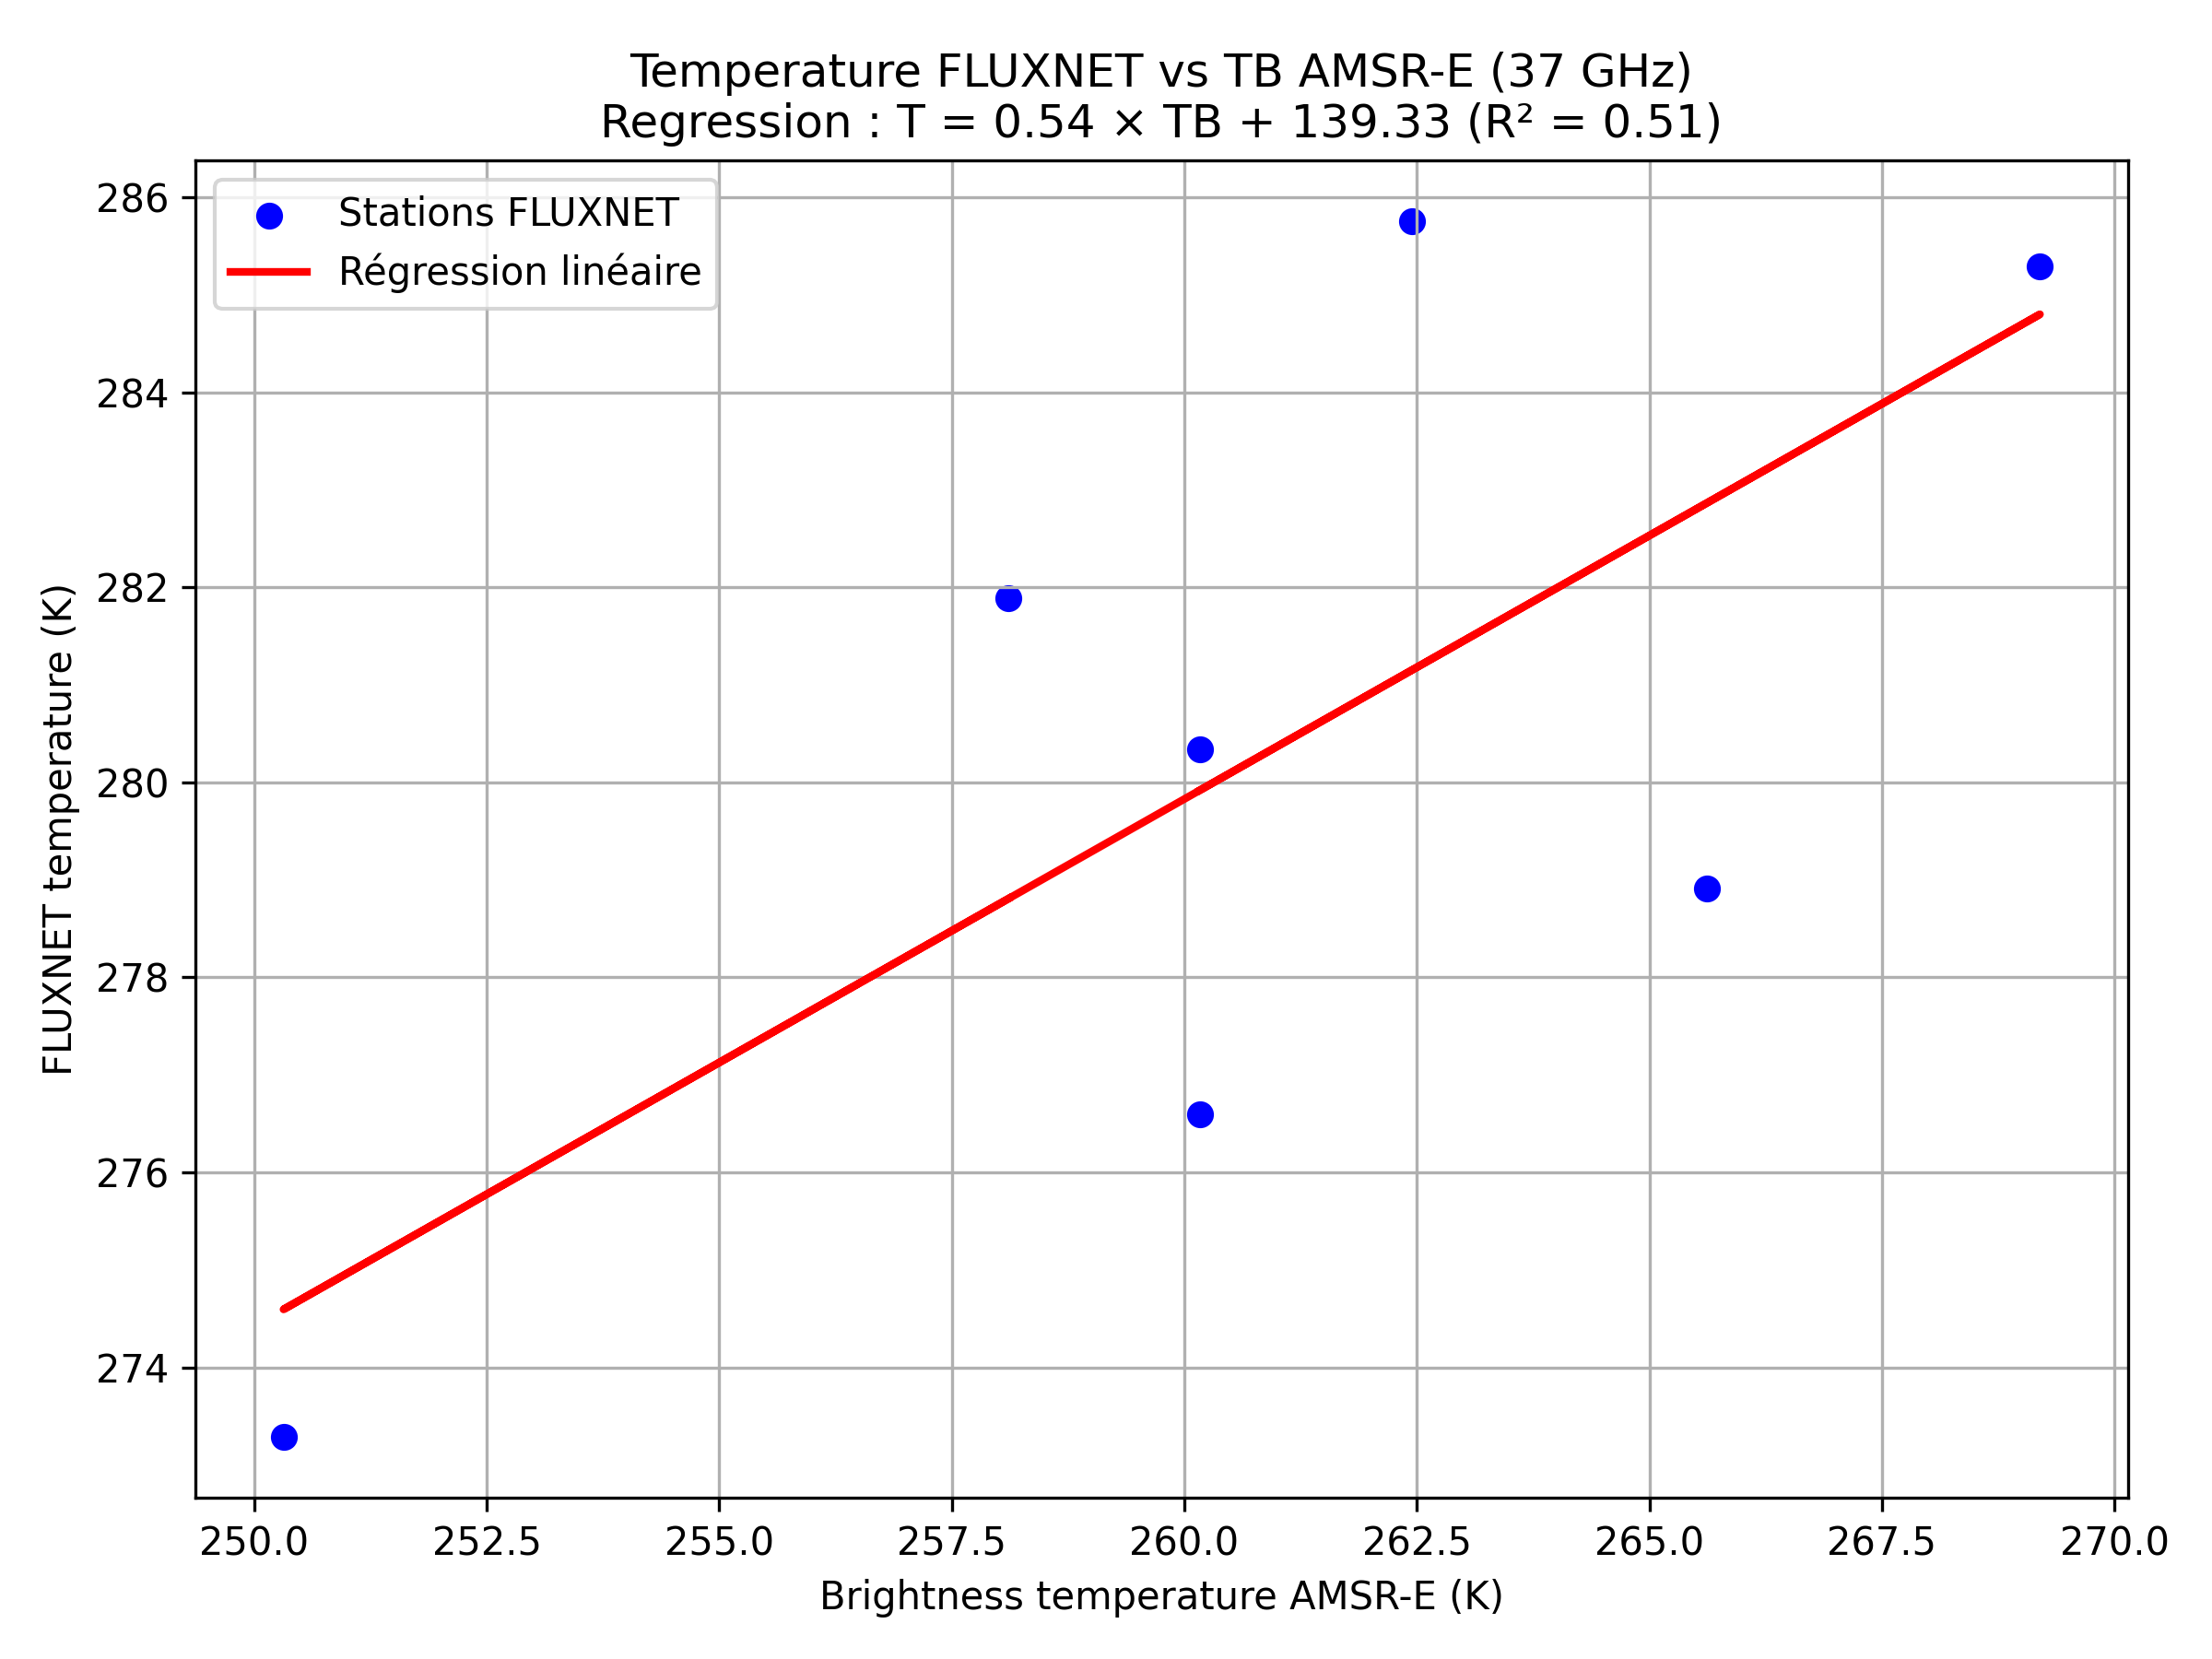 Temperature FLUXNET vs TB AMSR-E (37 GHz)
Regression : T = 0.54 × TB + 139.33 (R² = 0.51)
Stations FLUXNET
Régression linéaire
286
284
282
280
278
276
274
FLUXNET temperature (K)
250.0 252.5 255.0 257.5 260.0 262.5 265.0 267.5 270.0
Brightness temperature AMSR-E (K)